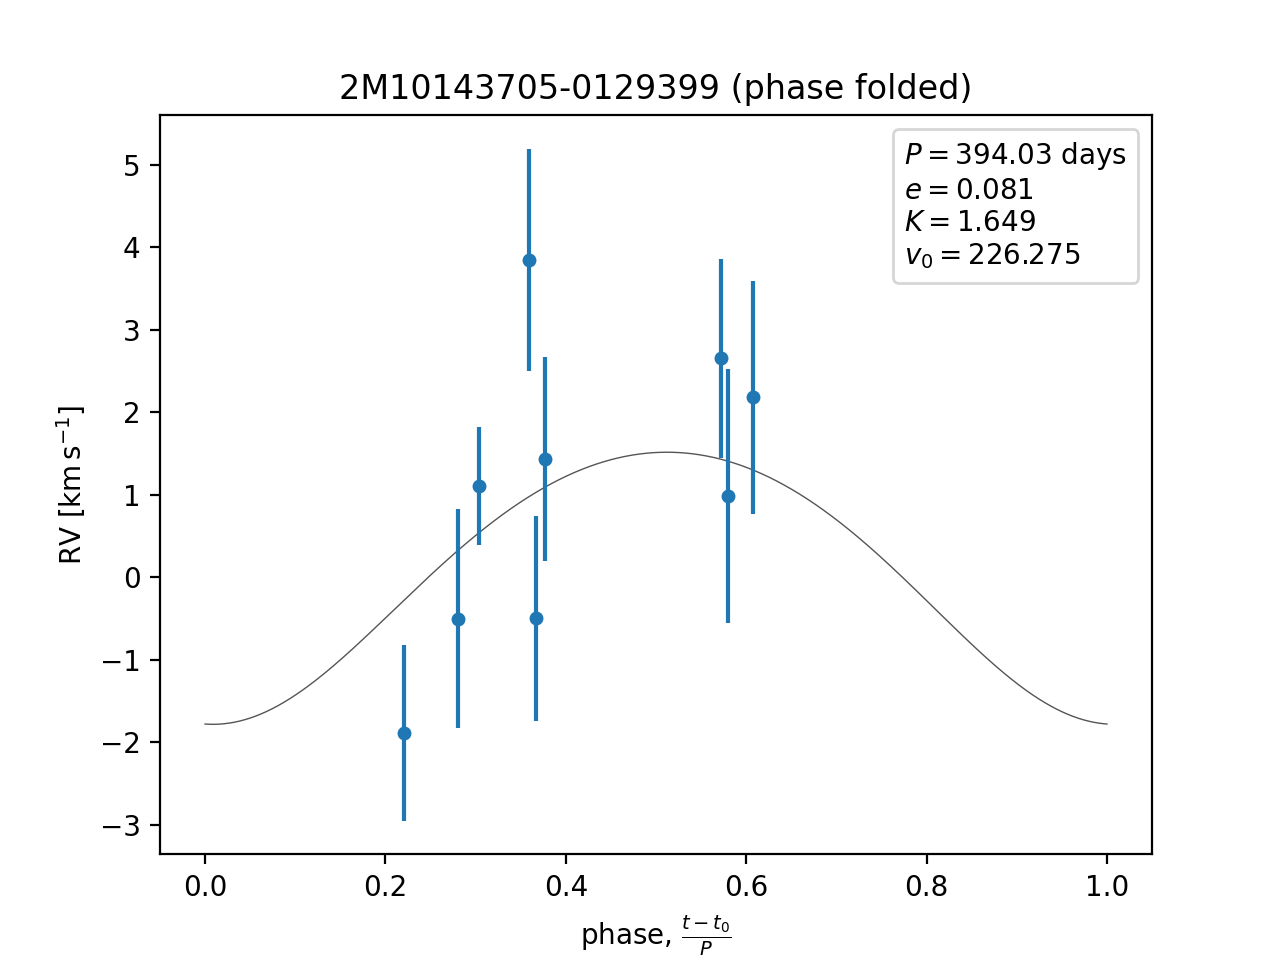 2M10143705-0129399 (phase folded)
P = 394.03 days
e = 0.081
K = 1.649
v₀ = 226.275
RV [km s⁻¹]
5
4
3
2
1
0
−1
−2
−3
0.0 0.2 0.4 0.6 0.8 1.0
phase, (t − t₀)/P